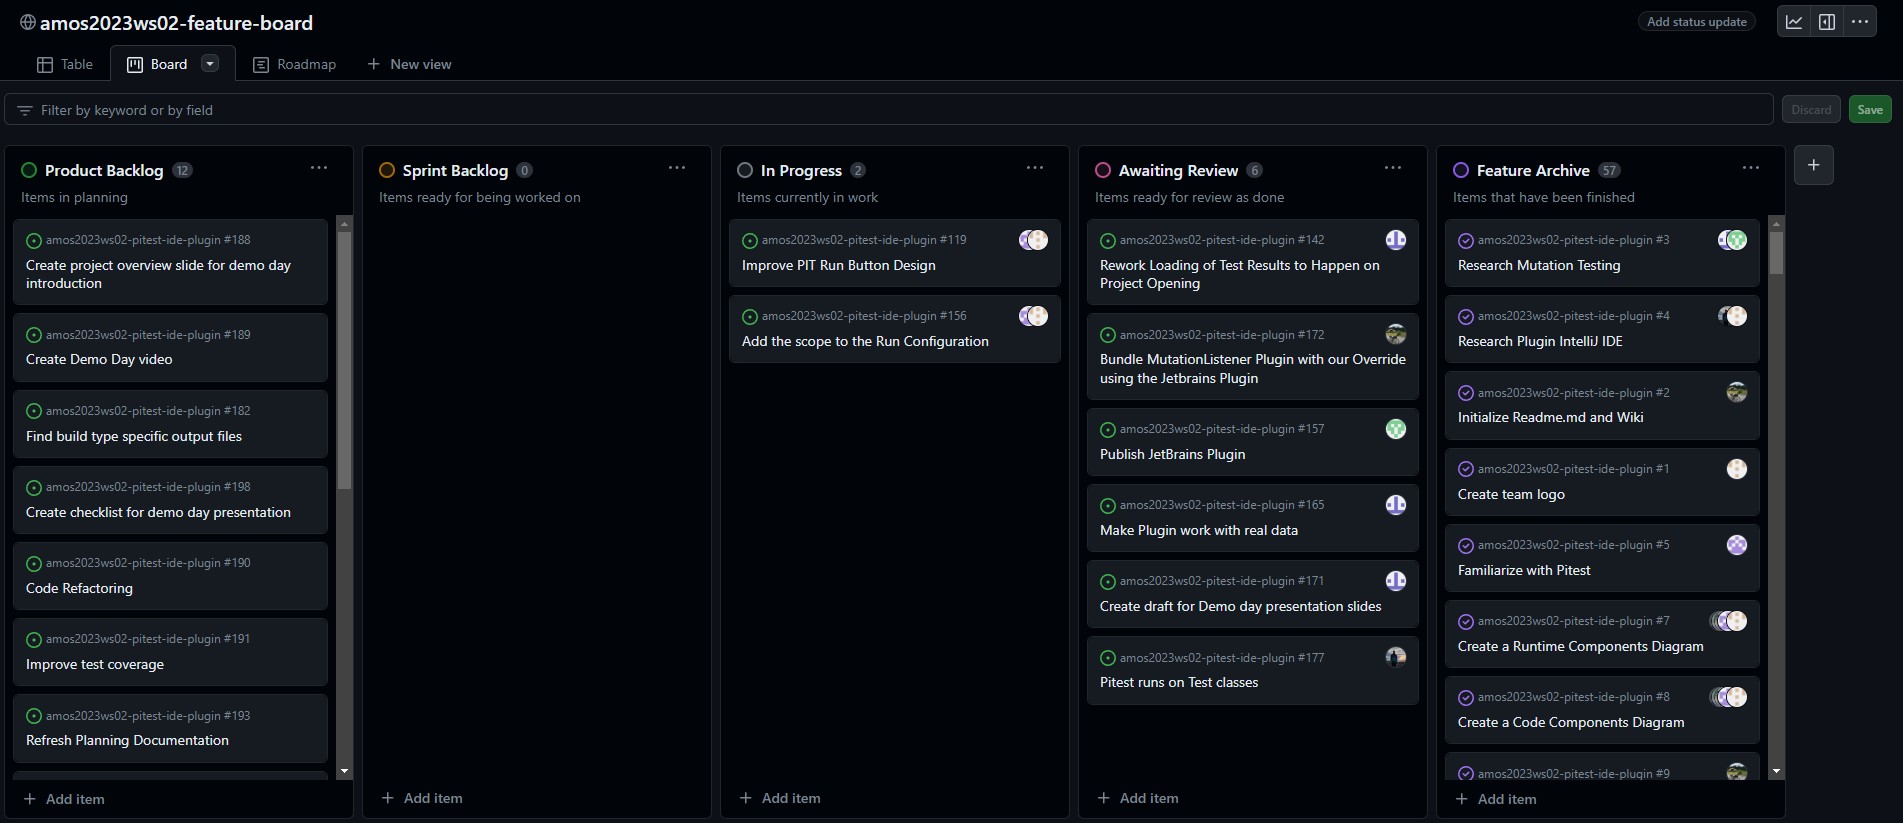 amos2023ws02-feature-board
Add status update
Table
Board
Roadmap
New view
Filter by keyword or by field
Discard
Save
Product Backlog 12
Items in planning
amos2023ws02-pitest-ide-plugin #188
Create project overview slide for demo day
introduction
amos2023ws02-pitest-ide-plugin #189
Create Demo Day video
amos2023ws02-pitest-ide-plugin #182
Find build type specific output files
amos2023ws02-pitest-ide-plugin #198
Create checklist for demo day presentation
amos2023ws02-pitest-ide-plugin #190
Code Refactoring
amos2023ws02-pitest-ide-plugin #191
Improve test coverage
amos2023ws02-pitest-ide-plugin #193
Refresh Planning Documentation
Add item
Sprint Backlog 0
Items ready for being worked on
Add item
In Progress 2
Items currently in work
amos2023ws02-pitest-ide-plugin #119
Improve PIT Run Button Design
amos2023ws02-pitest-ide-plugin #156
Add the scope to the Run Configuration
Add item
Awaiting Review 6
Items ready for review as done
amos2023ws02-pitest-ide-plugin #142
Rework Loading of Test Results to Happen on
Project Opening
amos2023ws02-pitest-ide-plugin #172
Bundle MutationListener Plugin with our Override
using the Jetbrains Plugin
amos2023ws02-pitest-ide-plugin #157
Publish JetBrains Plugin
amos2023ws02-pitest-ide-plugin #165
Make Plugin work with real data
amos2023ws02-pitest-ide-plugin #171
Create draft for Demo day presentation slides
amos2023ws02-pitest-ide-plugin #177
Pitest runs on Test classes
Add item
Feature Archive 57
Items that have been finished
amos2023ws02-pitest-ide-plugin #3
Research Mutation Testing
amos2023ws02-pitest-ide-plugin #4
Research Plugin IntelliJ IDE
amos2023ws02-pitest-ide-plugin #2
Initialize Readme.md and Wiki
amos2023ws02-pitest-ide-plugin #1
Create team logo
amos2023ws02-pitest-ide-plugin #5
Familiarize with Pitest
amos2023ws02-pitest-ide-plugin #7
Create a Runtime Components Diagram
amos2023ws02-pitest-ide-plugin #8
Create a Code Components Diagram
amos2023ws02-pitest-ide-plugin #9
Add item